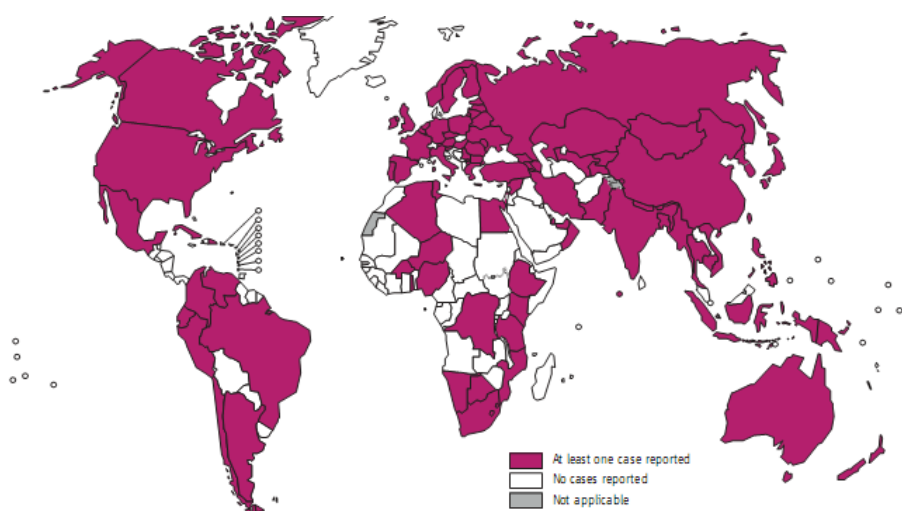 At least one case reported
No cases reported
Not applicable